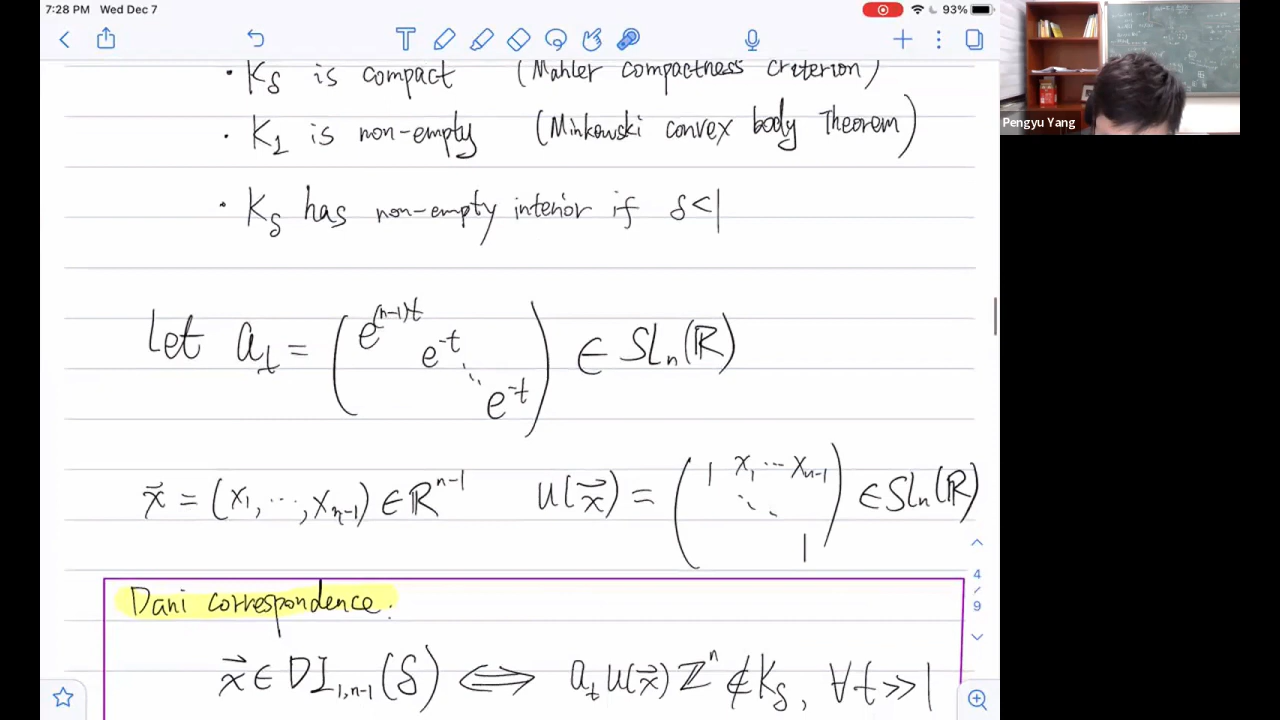 7:28 PM Wed Dec 7
93%
• K_δ is compact (Mahler compactness criterion)
• K_1 is non-empty (Minkowski convex body Theorem)
• K_δ has non-empty interior if δ<1
Let a_t = ( e^{(n-1)t} e^{-t} ⋱ e^{-t} ) ∈ SL_n(ℝ)
x⃗ = (x_1, ⋯, x_{n-1}) ∈ ℝ^{n-1} u(x⃗) = ( 1 x_1 ⋯ x_{n-1} ⋱ 1 ) ∈ SL_n(ℝ)
Dani correspondence.
x⃗ ∈ DI_{1,n-1}(δ) ⟺ a_t u(x⃗) ℤ^n ∉ K_δ, ∀t ≫ 1
4
/
9
Pengyu Yang